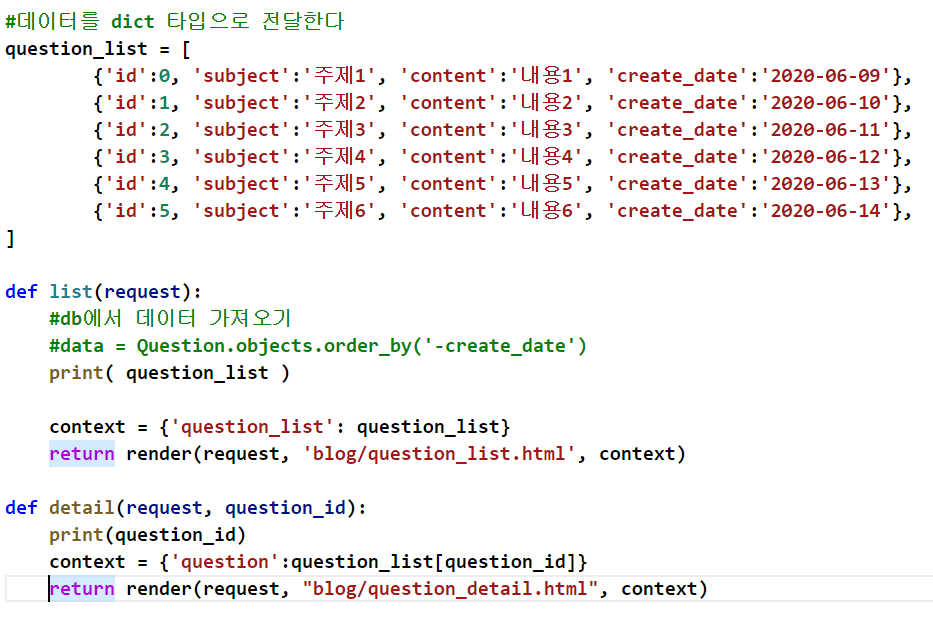 #데이터를 dict 타입으로 전달한다
question_list = [
        {'id':0, 'subject':'주제1', 'content':'내용1', 'create_date':'2020-06-09'},
        {'id':1, 'subject':'주제2', 'content':'내용2', 'create_date':'2020-06-10'},
        {'id':2, 'subject':'주제3', 'content':'내용3', 'create_date':'2020-06-11'},
        {'id':3, 'subject':'주제4', 'content':'내용4', 'create_date':'2020-06-12'},
        {'id':4, 'subject':'주제5', 'content':'내용5', 'create_date':'2020-06-13'},
        {'id':5, 'subject':'주제6', 'content':'내용6', 'create_date':'2020-06-14'},
]

def list(request):
    #db에서 데이터 가져오기
    #data = Question.objects.order_by('-create_date')
    print( question_list )

    context = {'question_list': question_list}
    return render(request, 'blog/question_list.html', context)

def detail(request, question_id):
    print(question_id)
    context = {'question':question_list[question_id]}
    return render(request, "blog/question_detail.html", context)